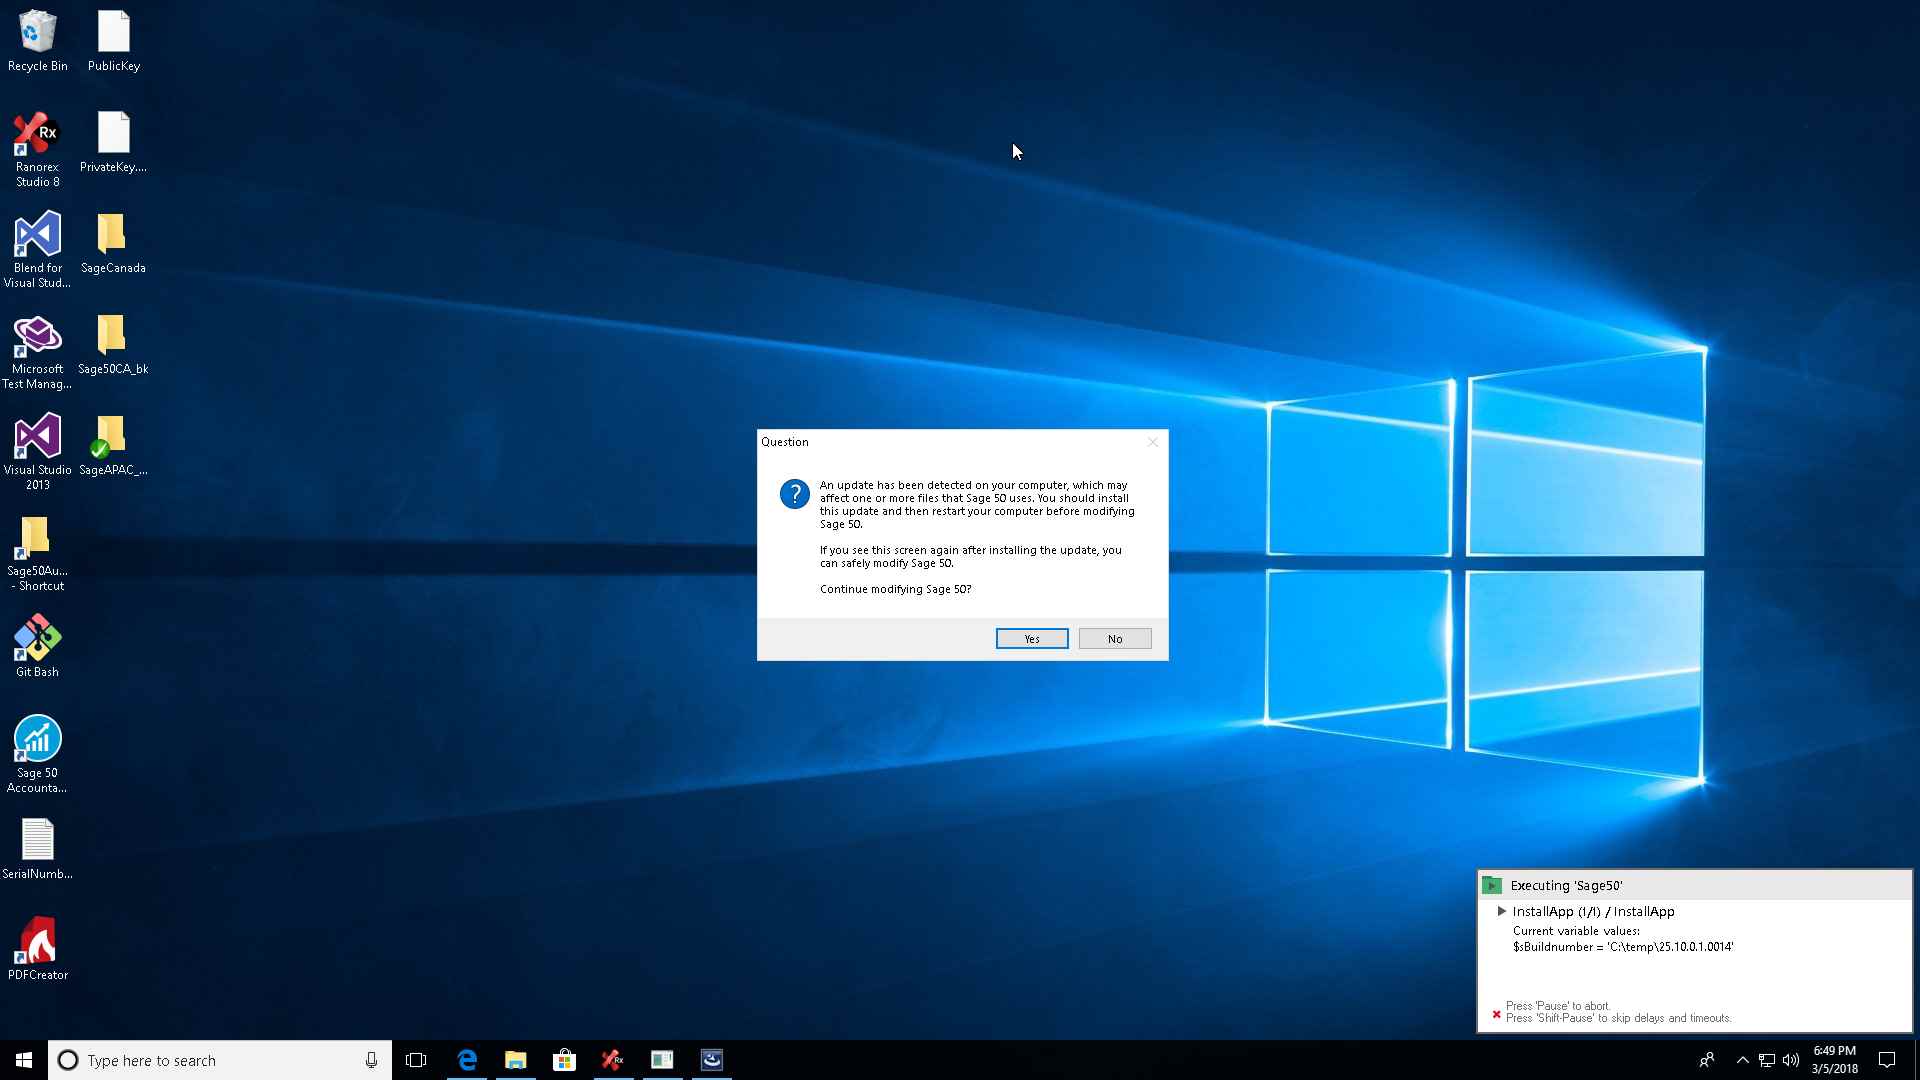 Recycle Bin
PublicKey
Rx
Ranorex
Studio 8
PrivateKey....
Blend for
Visual Stud...
SageCanada
Microsoft
Test Manag...
Sage50CA_bk
Visual Studio
2013
SageAPAC_...
Sage50Au...
- Shortcut
Git Bash
Sage 50
Accounta...
SerialNumb...
PDFCreator
Question
An update has been detected on your computer, which may
affect one or more files that Sage 50 uses. You should install
this update and then restart your computer before modifying
Sage 50.
If you see this screen again after installing the update, you
can safely modify Sage 50.
Continue modifying Sage 50?
Yes
No
Executing 'Sage50'
InstallApp (1/1) / InstallApp
Current variable values:
$sBuildnumber = 'C:\temp\25.10.0.1.0014'
Press 'Pause' to abort.
Press 'Shift-Pause' to skip delays and timeouts.
Type here to search
Rx
6:49 PM
3/5/2018